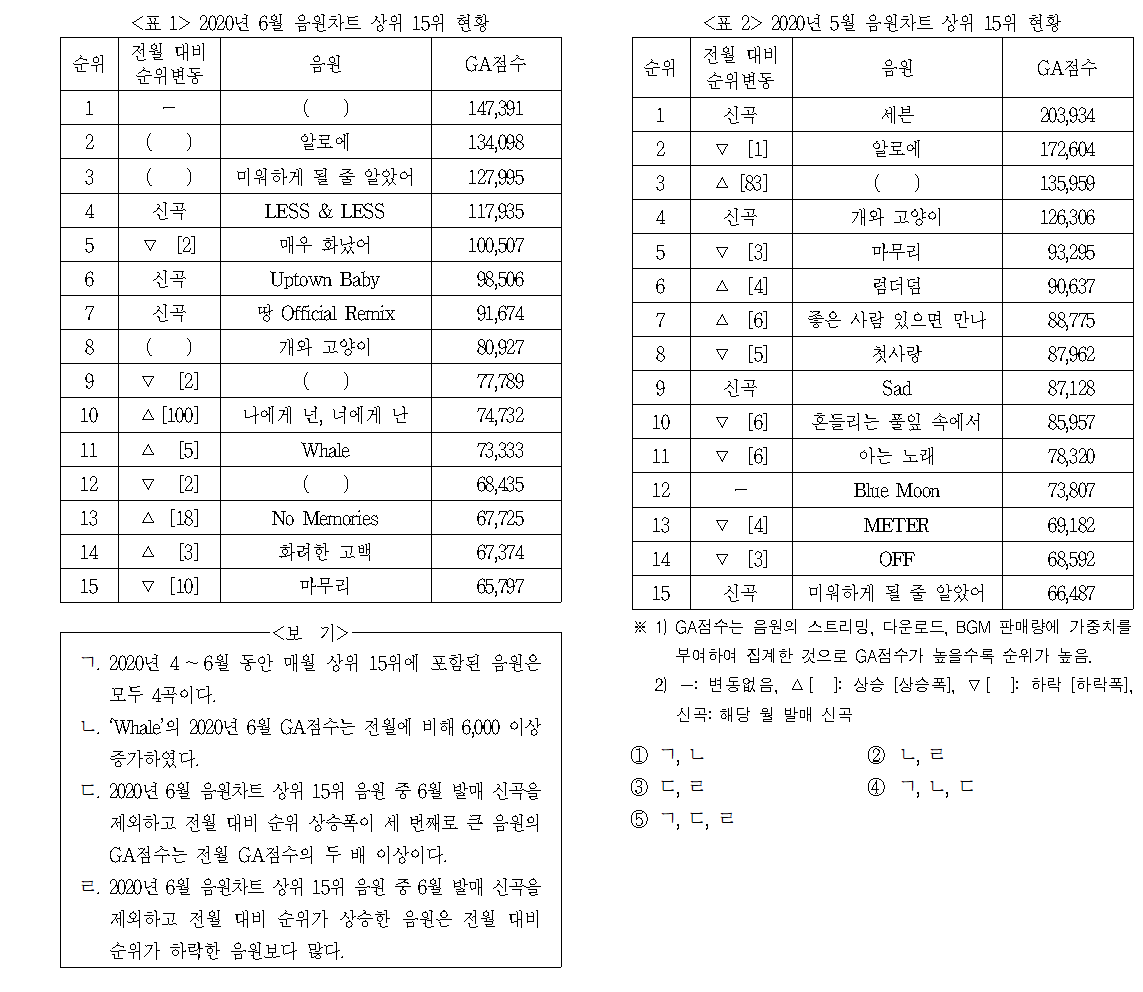 <표 1> 2020년 6월 음원차트 상위 15위 현황
순위 전월 대비 순위변동 음원 GA점수
1 － ( ) 147,391
2 ( ) 알로에 134,098
3 ( ) 미워하게 될 줄 알았어 127,995
4 신곡 LESS & LESS 117,935
5 ▽ [2] 매우 화났어 100,507
6 신곡 Uptown Baby 98,506
7 신곡 땅 Official Remix 91,674
8 ( ) 개와 고양이 80,927
9 ▽ [2] ( ) 77,789
10 △ [100] 나에게 넌, 너에게 난 74,732
11 △ [5] Whale 73,333
12 ▽ [2] ( ) 68,435
13 △ [18] No Memories 67,725
14 △ [3] 화려한 고백 67,374
15 ▽ [10] 마무리 65,797
<보 기>
ㄱ. 2020년 4～6월 동안 매월 상위 15위에 포함된 음원은
모두 4곡이다.
ㄴ. ‘Whale’의 2020년 6월 GA점수는 전월에 비해 6,000 이상
증가하였다.
ㄷ. 2020년 6월 음원차트 상위 15위 음원 중 6월 발매 신곡을
제외하고 전월 대비 순위 상승폭이 세 번째로 큰 음원의
GA점수는 전월 GA점수의 두 배 이상이다.
ㄹ. 2020년 6월 음원차트 상위 15위 음원 중 6월 발매 신곡을
제외하고 전월 대비 순위가 상승한 음원은 전월 대비
순위가 하락한 음원보다 많다.
<표 2> 2020년 5월 음원차트 상위 15위 현황
순위 전월 대비 순위변동 음원 GA점수
1 신곡 세븐 203,934
2 ▽ [1] 알로에 172,604
3 △ [83] ( ) 135,959
4 신곡 개와 고양이 126,306
5 ▽ [3] 마무리 93,295
6 △ [4] 럼더덤 90,637
7 △ [6] 좋은 사람 있으면 만나 88,775
8 ▽ [5] 첫사랑 87,962
9 신곡 Sad 87,128
10 ▽ [6] 흔들리는 풀잎 속에서 85,957
11 ▽ [6] 아는 노래 78,320
12 － Blue Moon 73,807
13 ▽ [4] METER 69,182
14 ▽ [3] OFF 68,592
15 신곡 미워하게 될 줄 알았어 66,487
※ 1) GA점수는 음원의 스트리밍, 다운로드, BGM 판매량에 가중치를
부여하여 집계한 것으로 GA점수가 높을수록 순위가 높음.
2) －: 변동없음, △ [ ]: 상승 [상승폭], ▽ [ ]: 하락 [하락폭],
신곡: 해당 월 발매 신곡
① ㄱ, ㄴ ② ㄴ, ㄹ
③ ㄷ, ㄹ ④ ㄱ, ㄴ, ㄷ
⑤ ㄱ, ㄷ, ㄹ